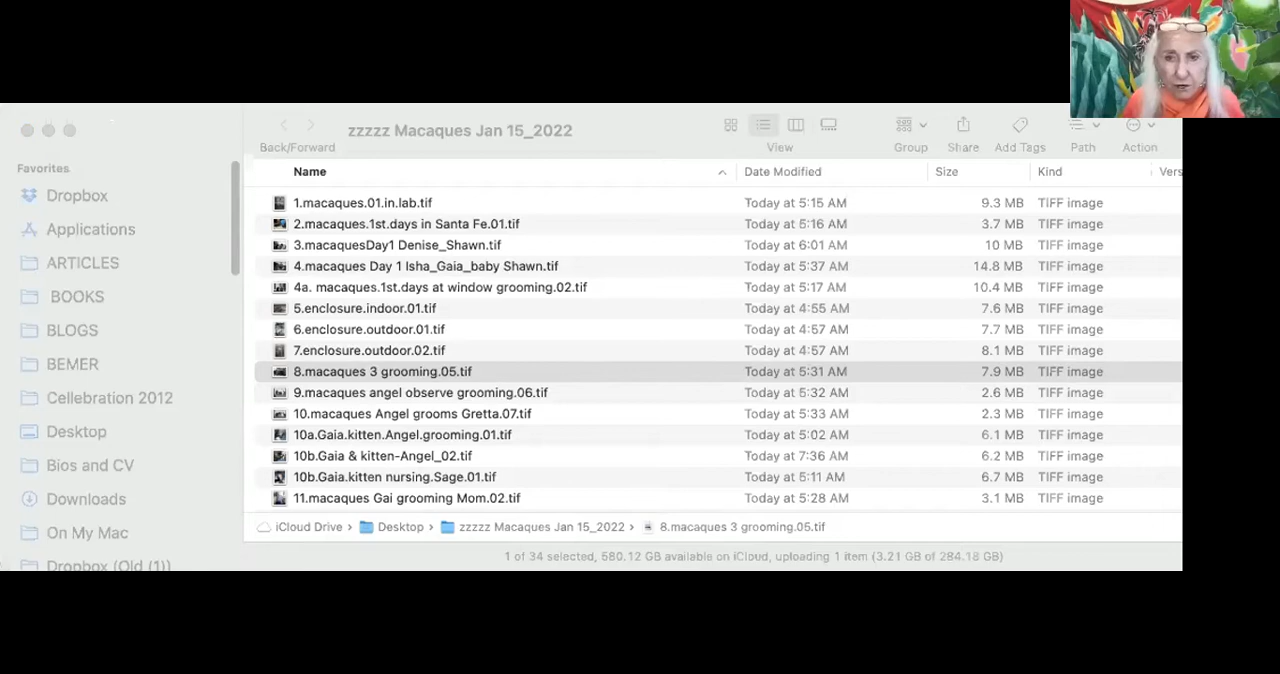 zzzzz Macaques Jan 15_2022
Back/Forward View Group Share Add Tags Path Action
Favorites
Dropbox
Applications
ARTICLES
BOOKS
BLOGS
BEMER
Cellebration 2012
Desktop
Bios and CV
Downloads
On My Mac
Dropbox (Old (1))
Name Date Modified Size Kind Vers
1.macaques.01.in.lab.tif Today at 5:15 AM 9.3 MB TIFF image
2.macaques.1st.days in Santa Fe.01.tif Today at 5:16 AM 3.7 MB TIFF image
3.macaquesDay1 Denise_Shawn.tif Today at 6:01 AM 10 MB TIFF image
4.macaques Day 1 Isha_Gaia_baby Shawn.tif Today at 5:37 AM 14.8 MB TIFF image
4a. macaques.1st.days at window grooming.02.tif Today at 5:17 AM 10.4 MB TIFF image
5.enclosure.indoor.01.tif Today at 4:55 AM 7.6 MB TIFF image
6.enclosure.outdoor.01.tif Today at 4:57 AM 7.7 MB TIFF image
7.enclosure.outdoor.02.tif Today at 4:57 AM 8.1 MB TIFF image
8.macaques 3 grooming.05.tif Today at 5:31 AM 7.9 MB TIFF image
9.macaques angel observe grooming.06.tif Today at 5:32 AM 2.6 MB TIFF image
10.macaques Angel grooms Gretta.07.tif Today at 5:33 AM 2.3 MB TIFF image
10a.Gaia.kitten.Angel.grooming.01.tif Today at 5:02 AM 6.1 MB TIFF image
10b.Gaia & kitten-Angel_02.tif Today at 7:36 AM 6.2 MB TIFF image
10b.Gaia.kitten nursing.Sage.01.tif Today at 5:11 AM 6.7 MB TIFF image
11.macaques Gai grooming Mom.02.tif Today at 5:28 AM 3.1 MB TIFF image
iCloud Drive › Desktop › zzzzz Macaques Jan 15_2022 › 8.macaques 3 grooming.05.tif
1 of 34 selected, 580.12 GB available on iCloud, uploading 1 item (3.21 GB of 284.18 GB)